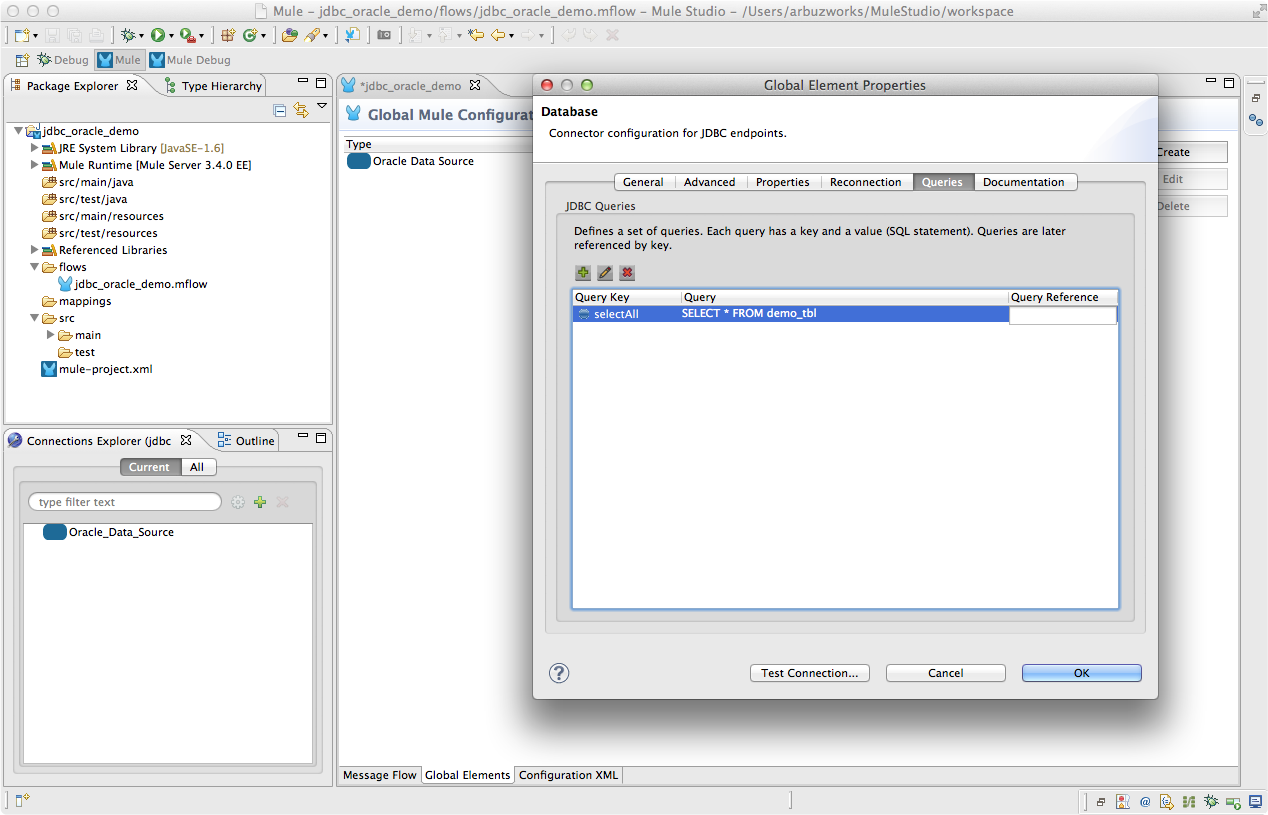 Mule – jdbc_oracle_demo/flows/jdbc_oracle_demo.mflow – Mule Studio – /Users/arbuzworks/MuleStudio/workspace
Debug Mule Mule Debug
Package Explorer Type Hierarchy
jdbc_oracle_demo
JRE System Library [JavaSE-1.6]
Mule Runtime [Mule Server 3.4.0 EE]
src/main/java
src/test/java
src/main/resources
src/test/resources
Referenced Libraries
flows
jdbc_oracle_demo.mflow
mappings
src
main
test
mule-project.xml
Connections Explorer (jdbc Outline
Current All
type filter text
Oracle_Data_Source
*jdbc_oracle_demo
Global Mule Configurat
Type
Oracle Data Source
Create
Edit
Delete
Global Element Properties
Database
Connector configuration for JDBC endpoints.
General Advanced Properties Reconnection Queries Documentation
JDBC Queries
Defines a set of queries. Each query has a key and a value (SQL statement). Queries are later
referenced by key.
Query Key Query Query Reference
selectAll SELECT * FROM demo_tbl
? Test Connection... Cancel OK
Message Flow Global Elements Configuration XML